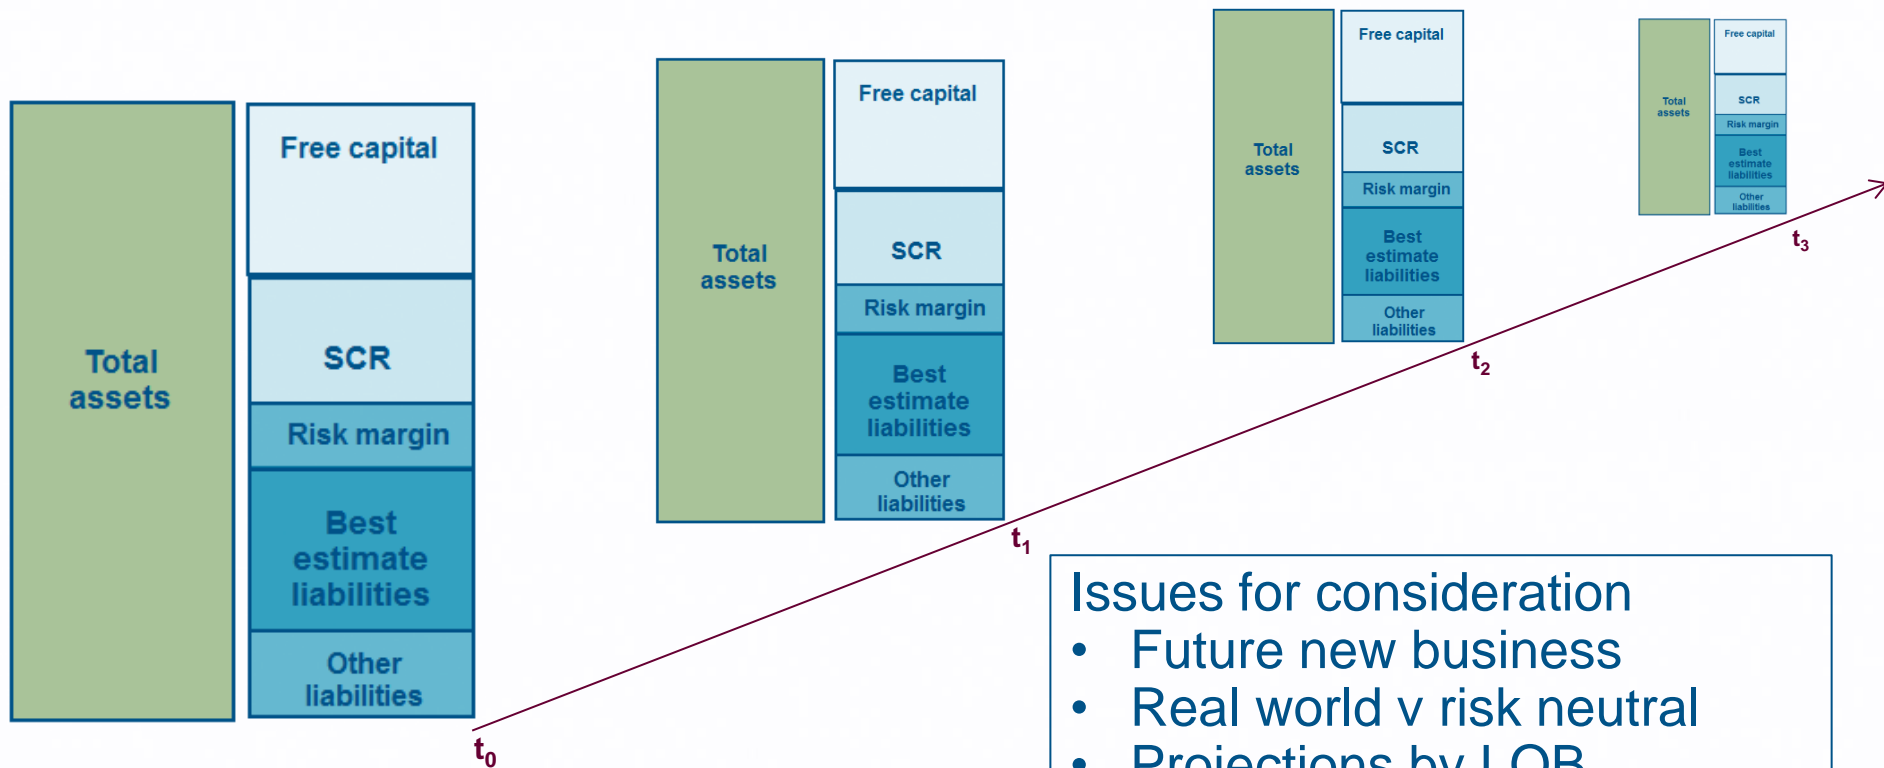 Total
assets
Free capital
SCR
Risk margin
Best
estimate
liabilities
Other
liabilities
t₀
Total
assets
Free capital
SCR
Risk margin
Best
estimate
liabilities
Other
liabilities
t₁
Total
assets
Free capital
SCR
Risk margin
Best
estimate
liabilities
Other
liabilities
t₂
Total
assets
Free capital
SCR
Risk margin
Best
estimate
liabilities
Other
liabilities
t₃
Issues for consideration
• Future new business
• Real world v risk neutral
• Projections by LOB